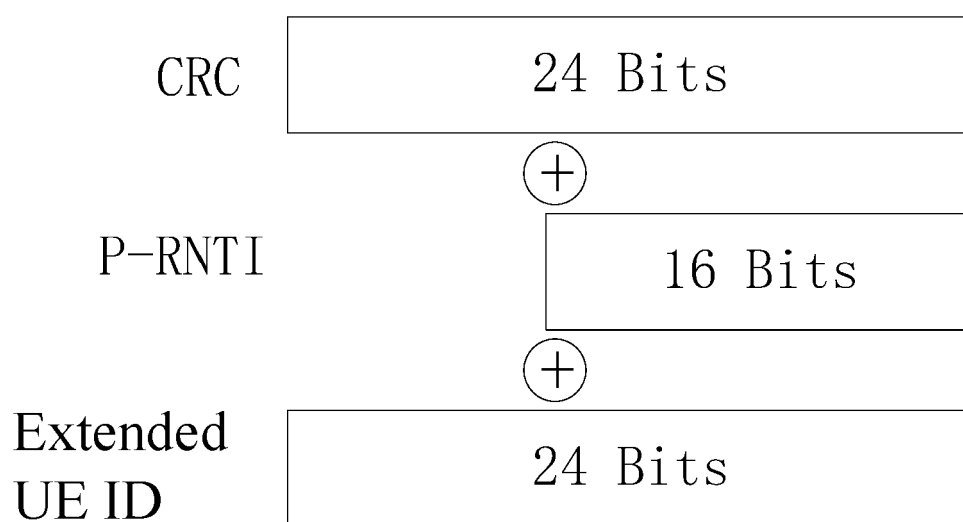 CRC 24 Bits
P-RNTI 16 Bits
Extended
UE ID 24 Bits